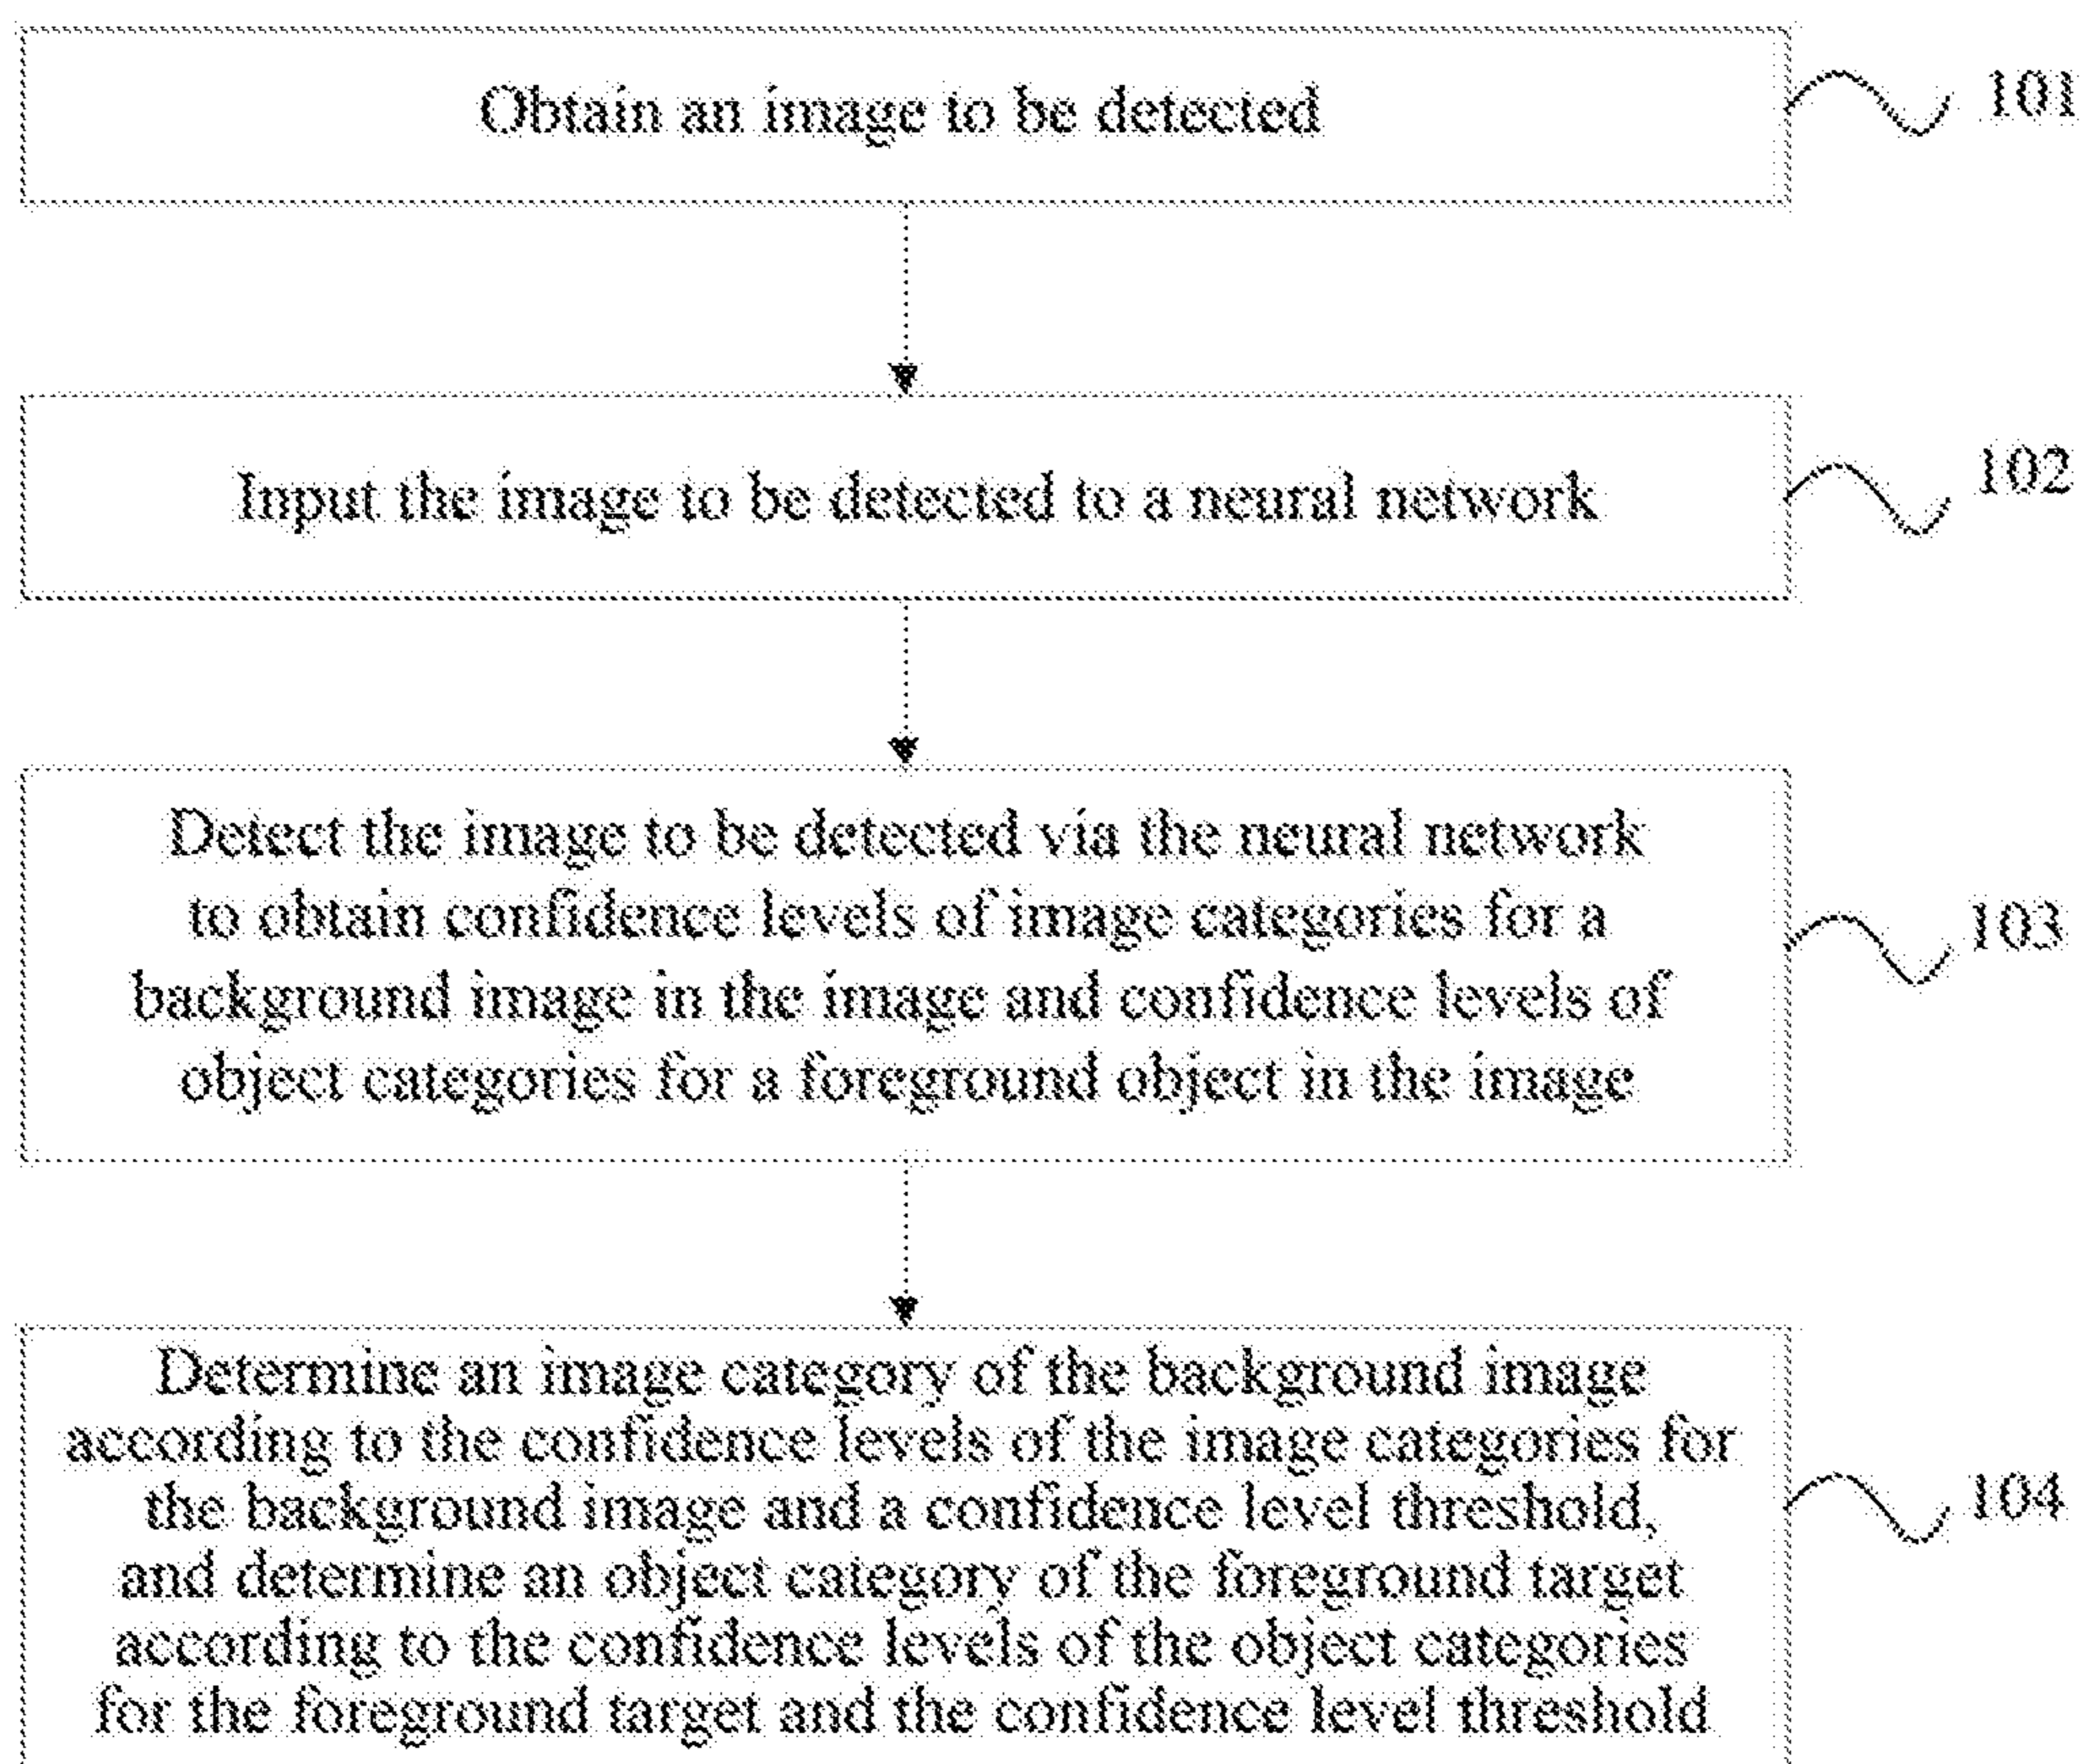 Obtain an image to be detected
101
Input the image to be detected to a neural network
102
Detect the image to be detected via the neural network
to obtain confidence levels of image categories for a
background image in the image and confidence levels of
object categories for a foreground object in the image
103
Determine an image category of the background image
according to the confidence levels of the image categories for
the background image and a confidence level threshold,
and determine an object category of the foreground target
according to the confidence levels of the object categories
for the foreground target and the confidence level threshold
104